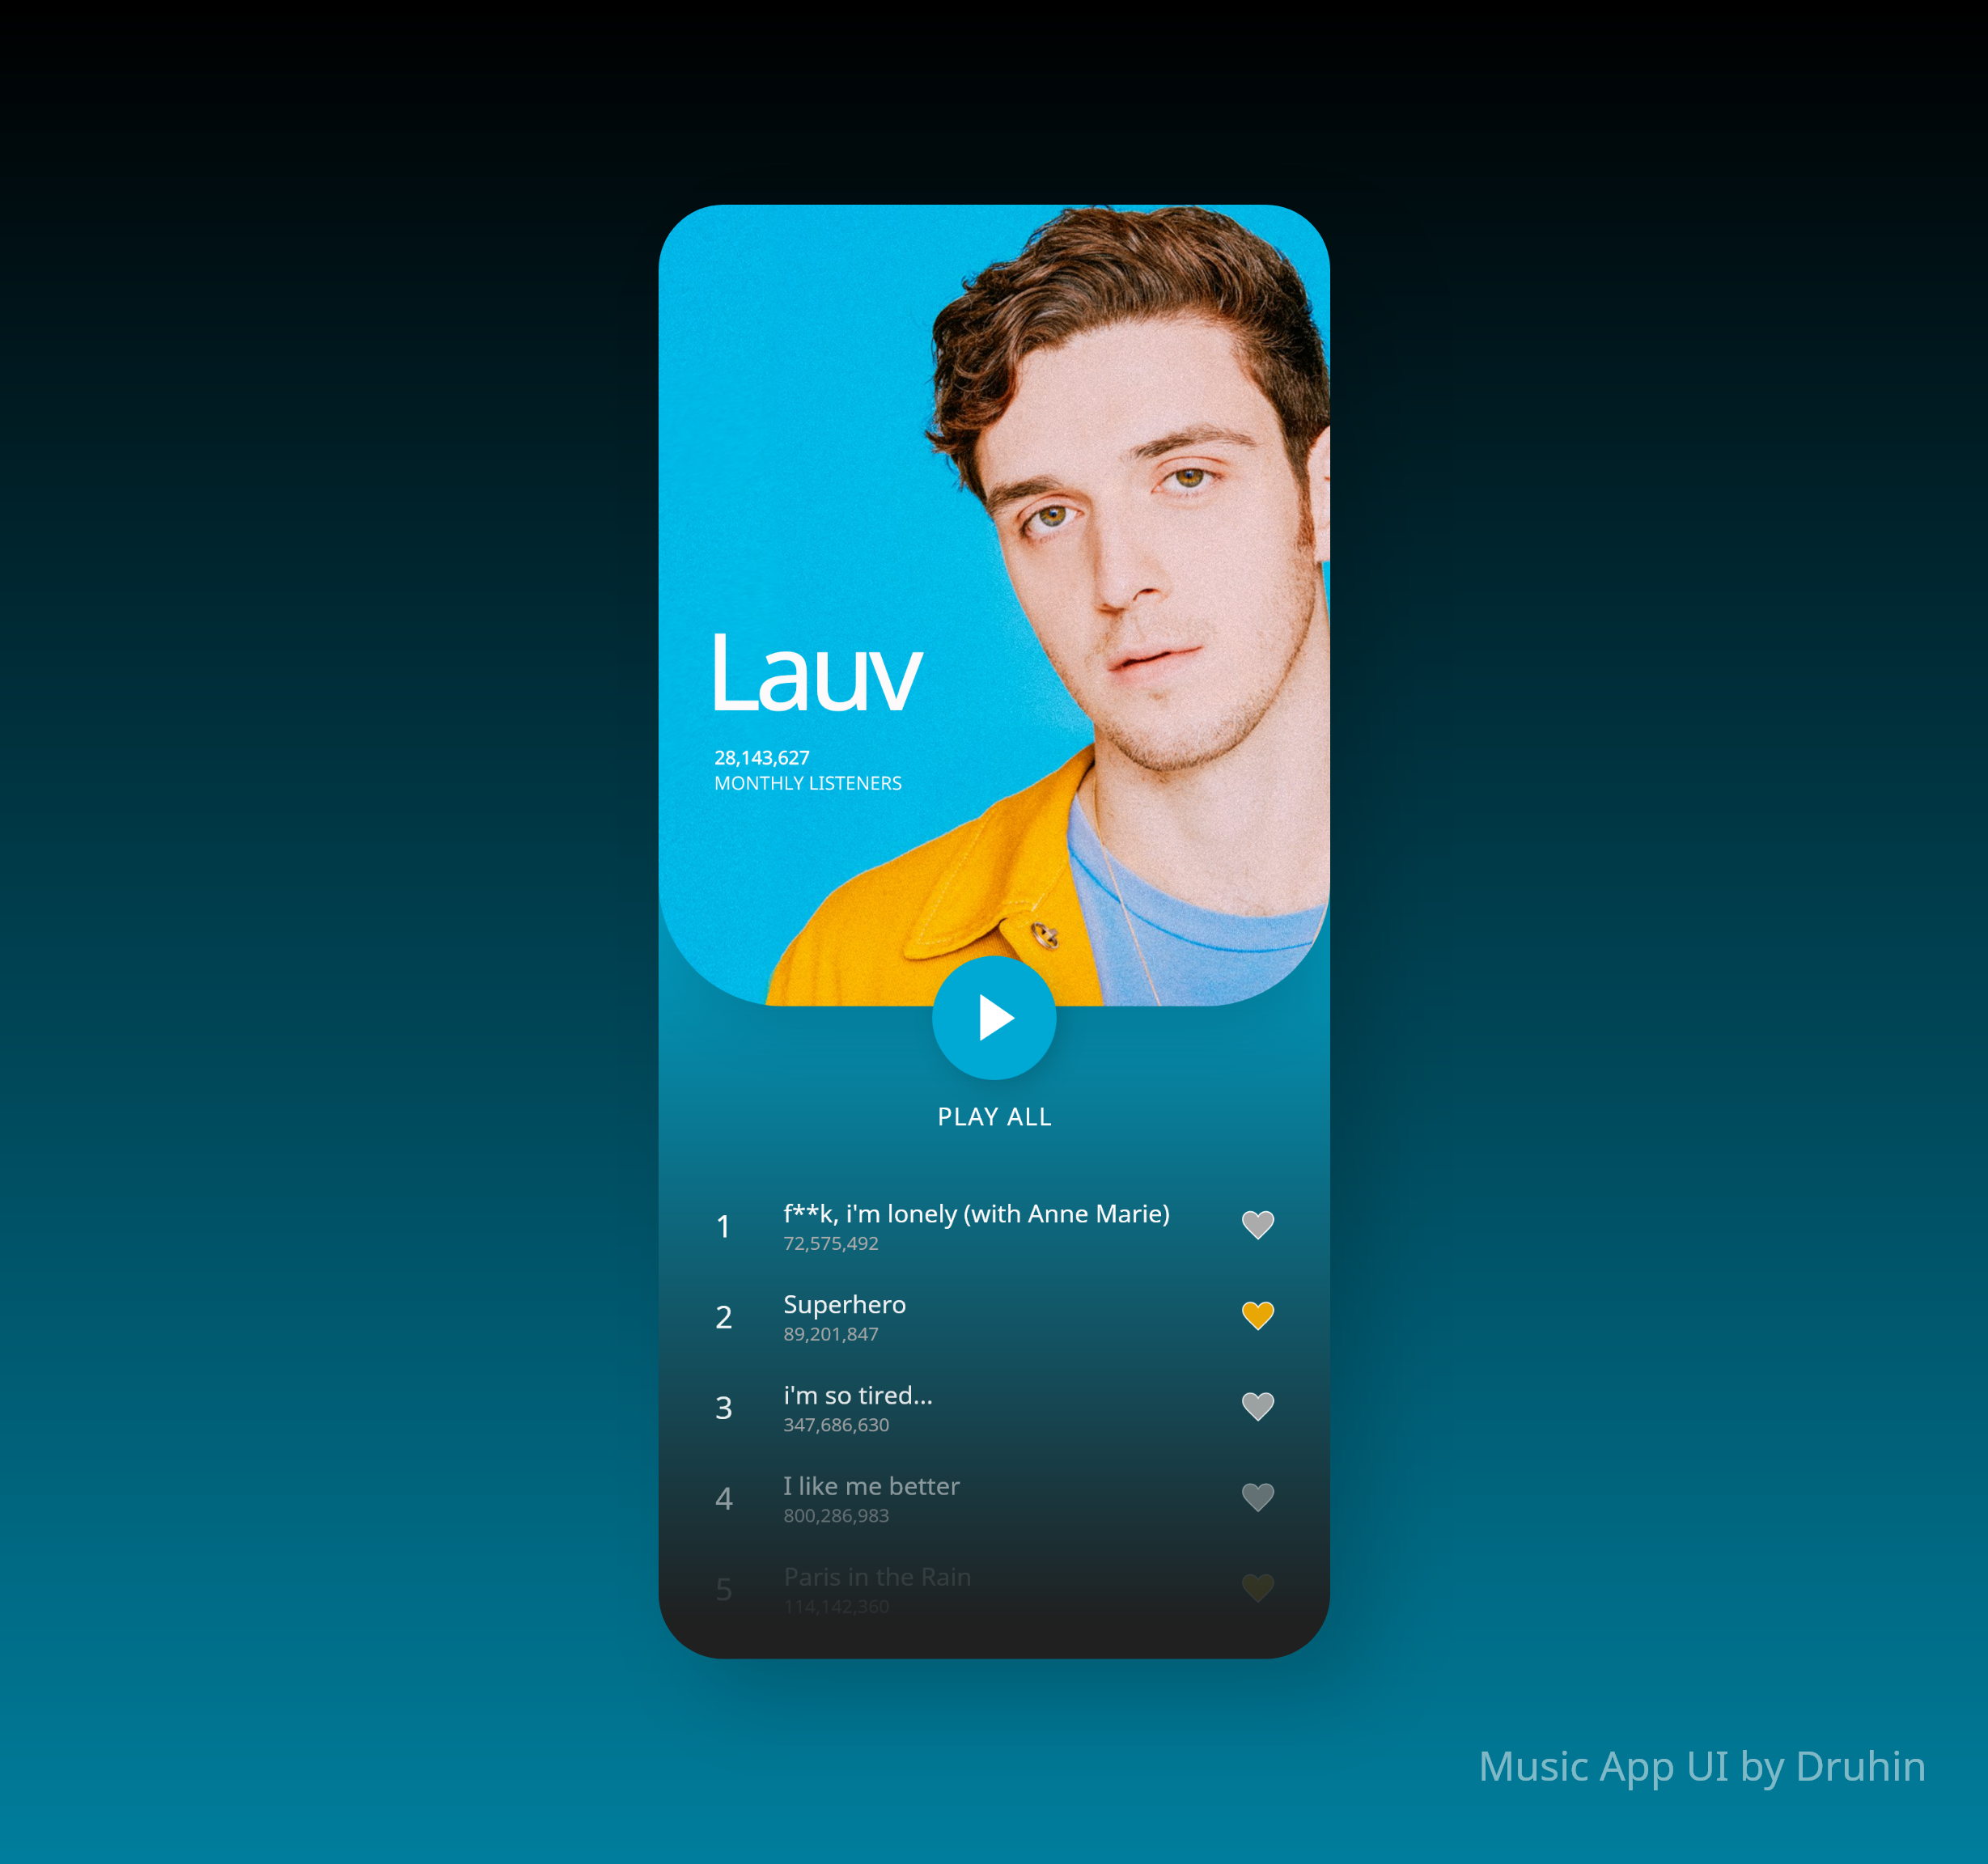 Lauv
28,143,627
MONTHLY LISTENERS
PLAY ALL
1
f**k, i'm lonely (with Anne Marie)
72,575,492
2
Superhero
89,201,847
3
i'm so tired...
347,686,630
4
I like me better
800,286,983
5
Paris in the Rain
114,142,360
Music App UI by Druhin